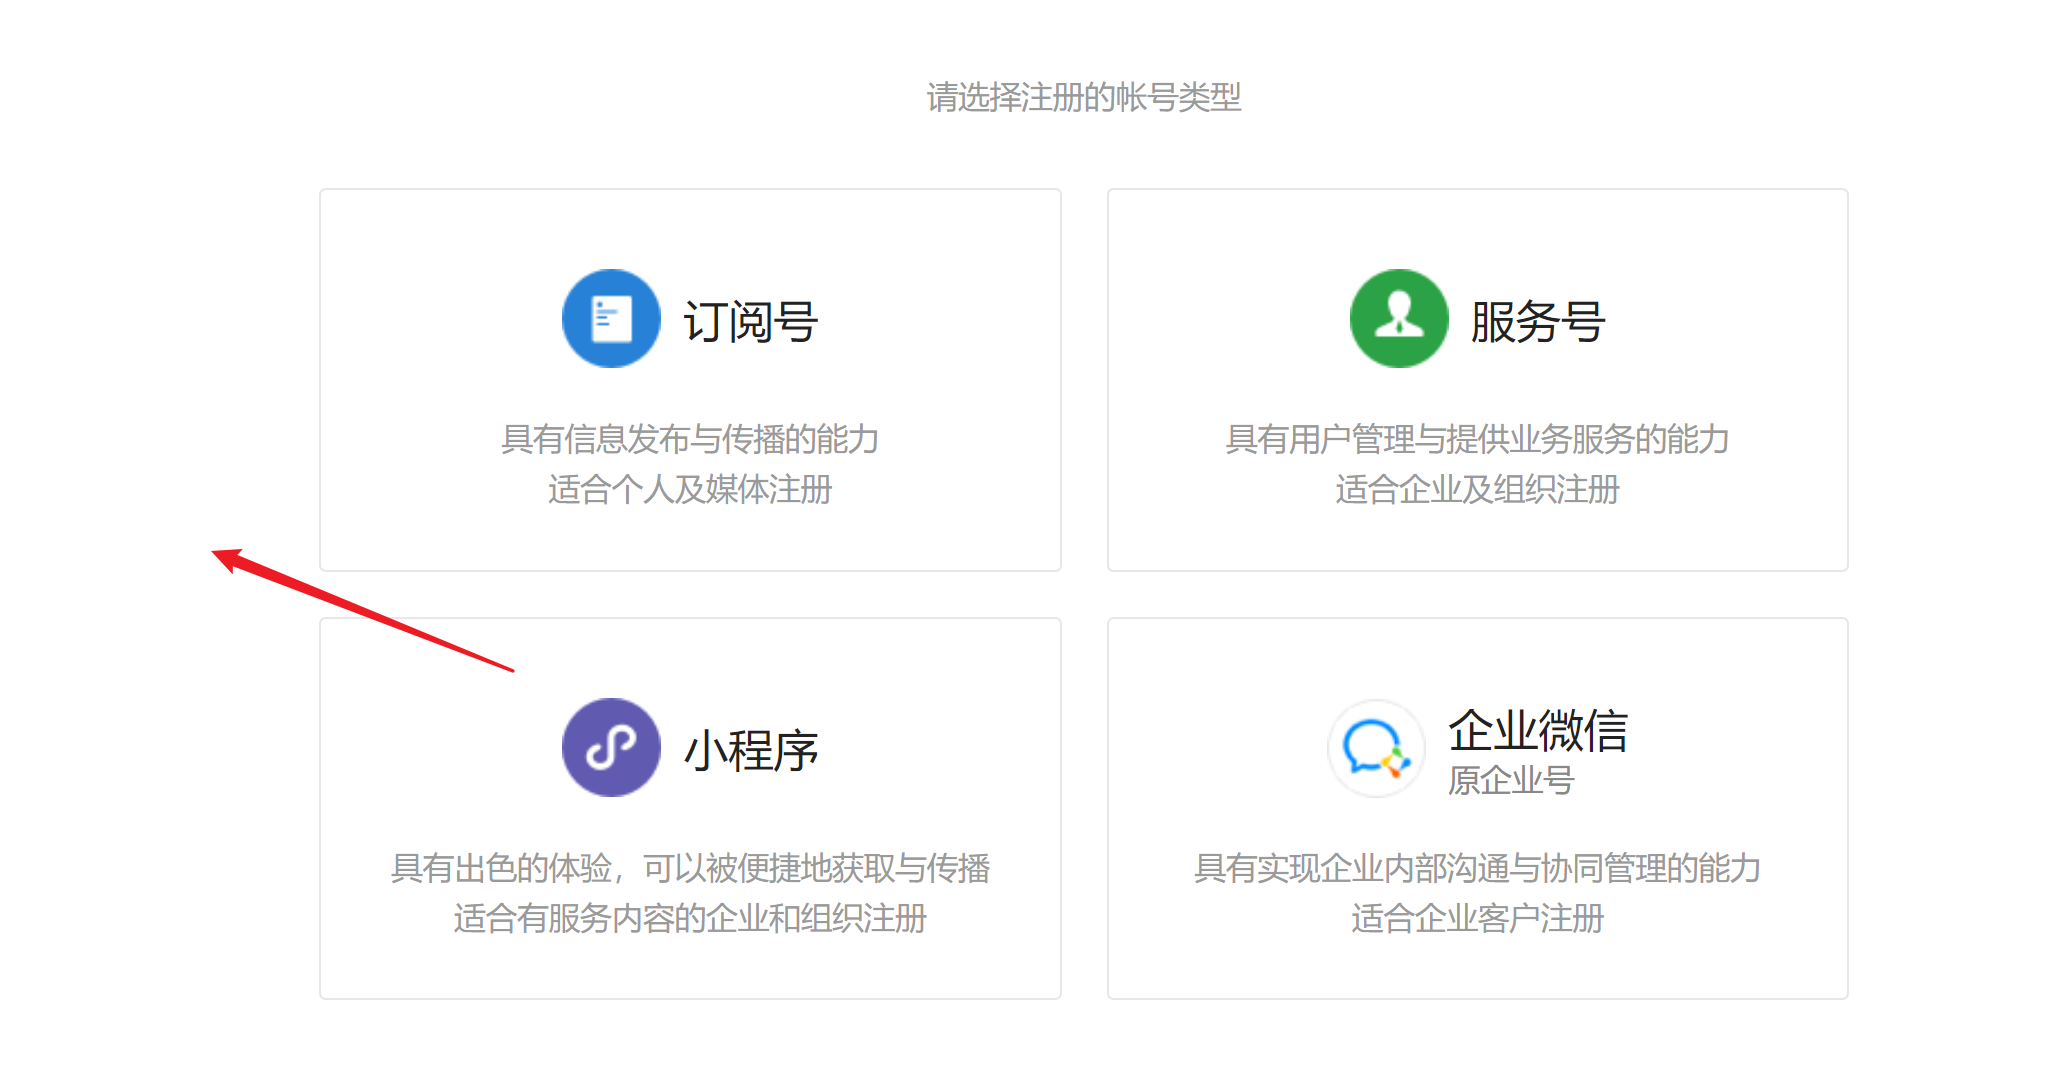 请选择注册的帐号类型
订阅号
具有信息发布与传播的能力
适合个人及媒体注册
服务号
具有用户管理与提供业务服务的能力
适合企业及组织注册
小程序
具有出色的体验，可以被便捷地获取与传播
适合有服务内容的企业和组织注册
企业微信
原企业号
具有实现企业内部沟通与协同管理的能力
适合企业客户注册